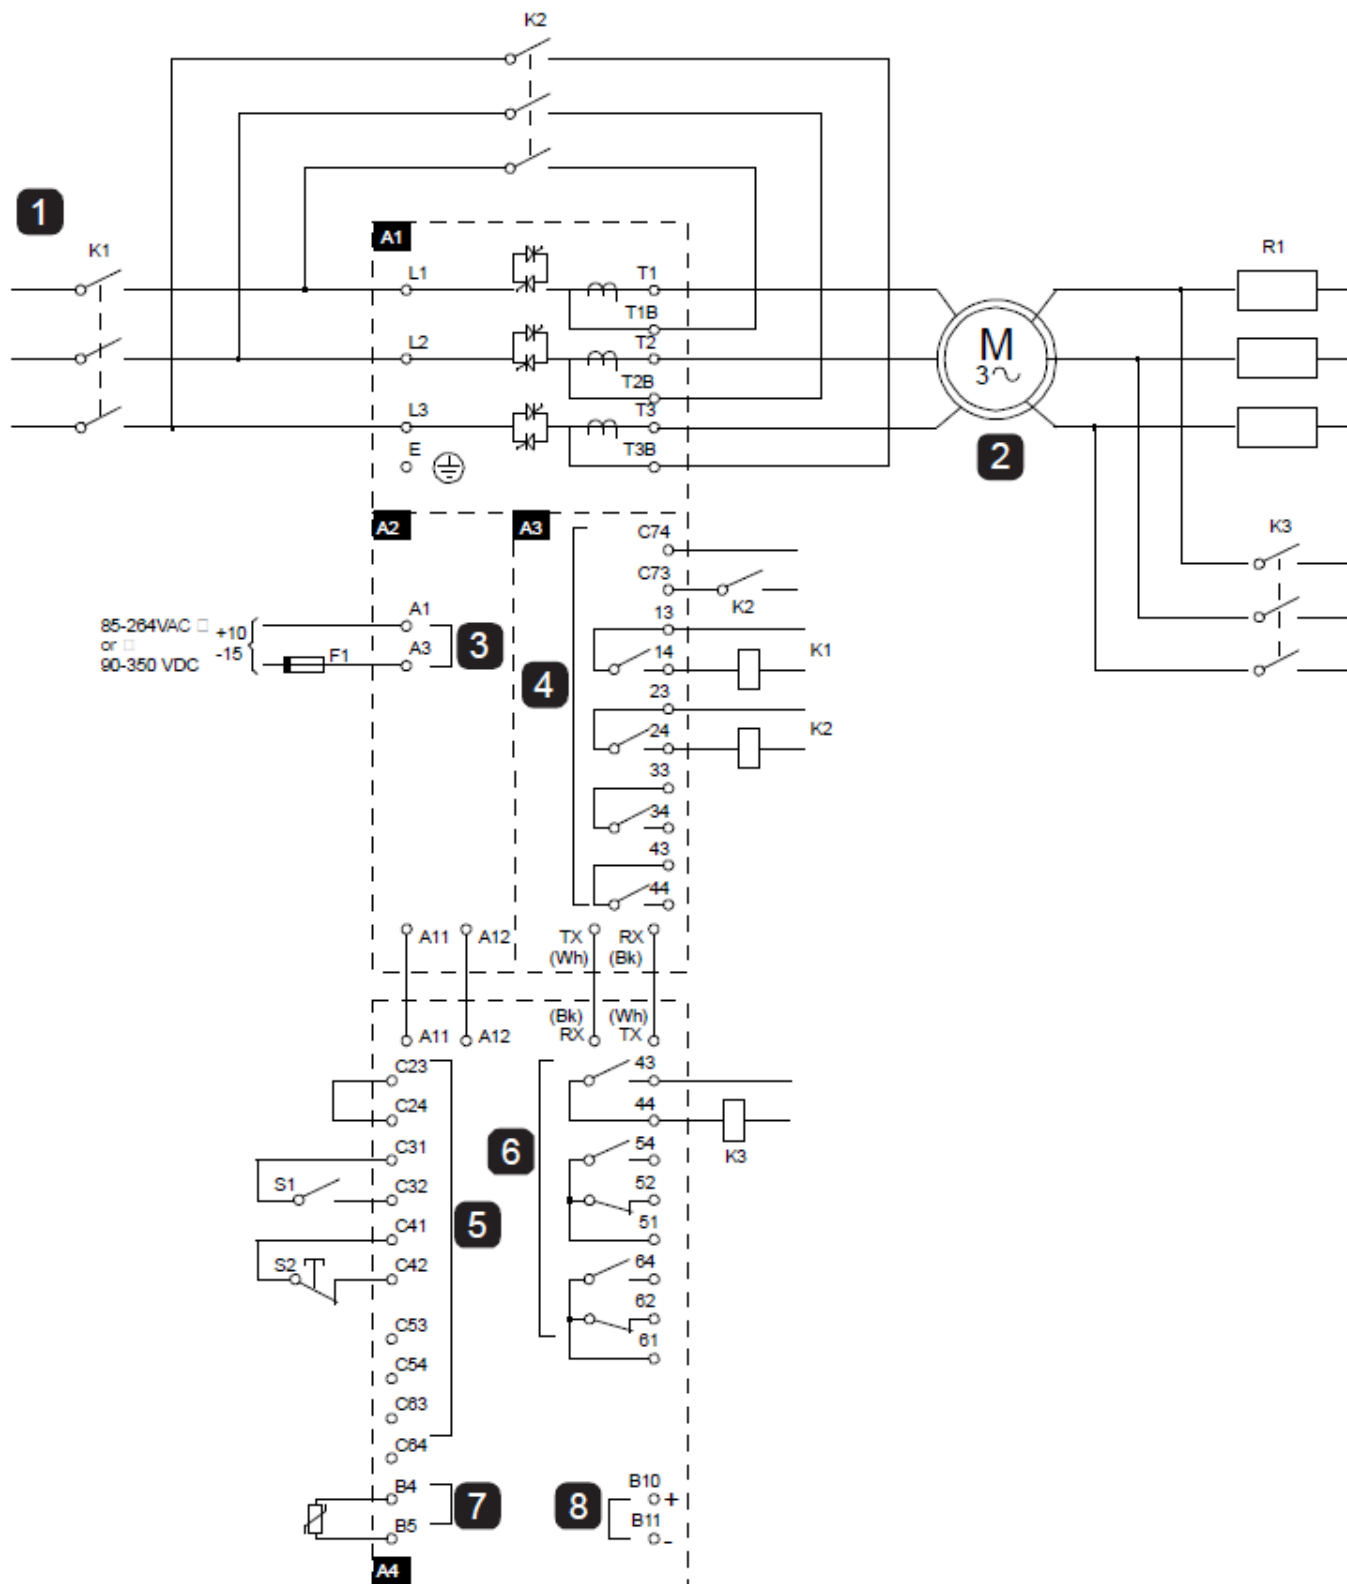 K2
1
A1
K1
L1
T1
R1
T1B
L2
T2
M
3
T2B
L3
T3
E
T3B
2
A2
A3
C74
K3
C73
K2
85-264VAC □
or □
90-350 VDC
+10
-15
F1
A1
A3
3
13
14
K1
4
23
24
K2
33
34
43
44
A11
A12
TX
(Wh)
RX
(Bk)
(Bk)
RX
(Wh)
TX
A11
A12
C23
43
C24
44
K3
C31
6
54
S1
C32
52
5
C41
51
S2
C42
64
62
C53
61
C54
C63
C64
B4
7
8
B10
+
B5
B11
-
A4